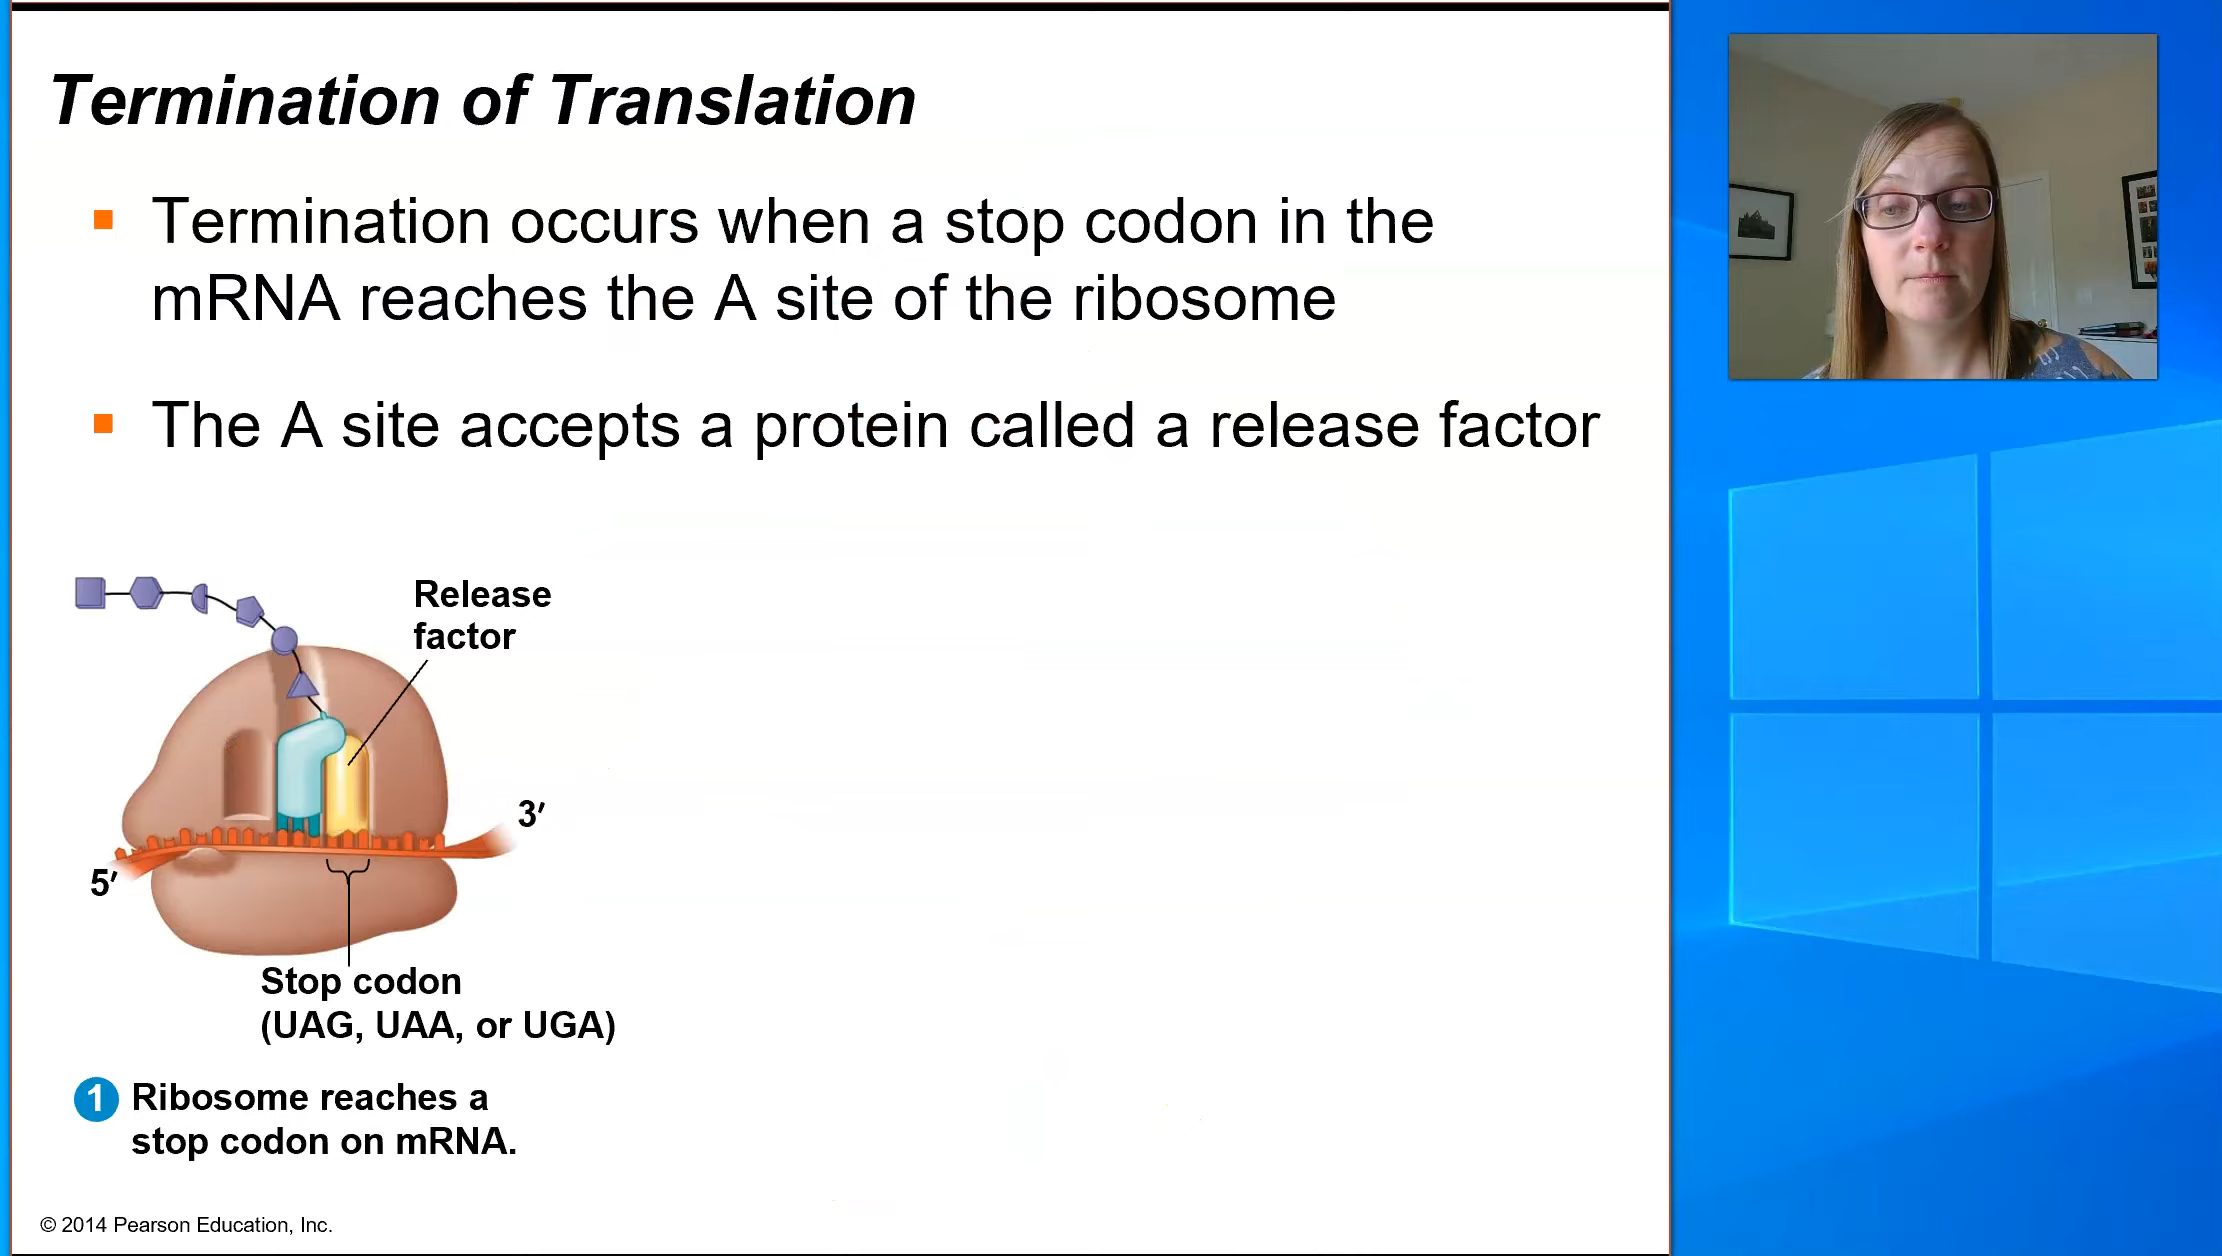 Termination of Translation
Termination occurs when a stop codon in the
mRNA reaches the A site of the ribosome
The A site accepts a protein called a release factor
Release
factor
3′
5′
Stop codon
(UAG, UAA, or UGA)
1 Ribosome reaches a
stop codon on mRNA.
© 2014 Pearson Education, Inc.